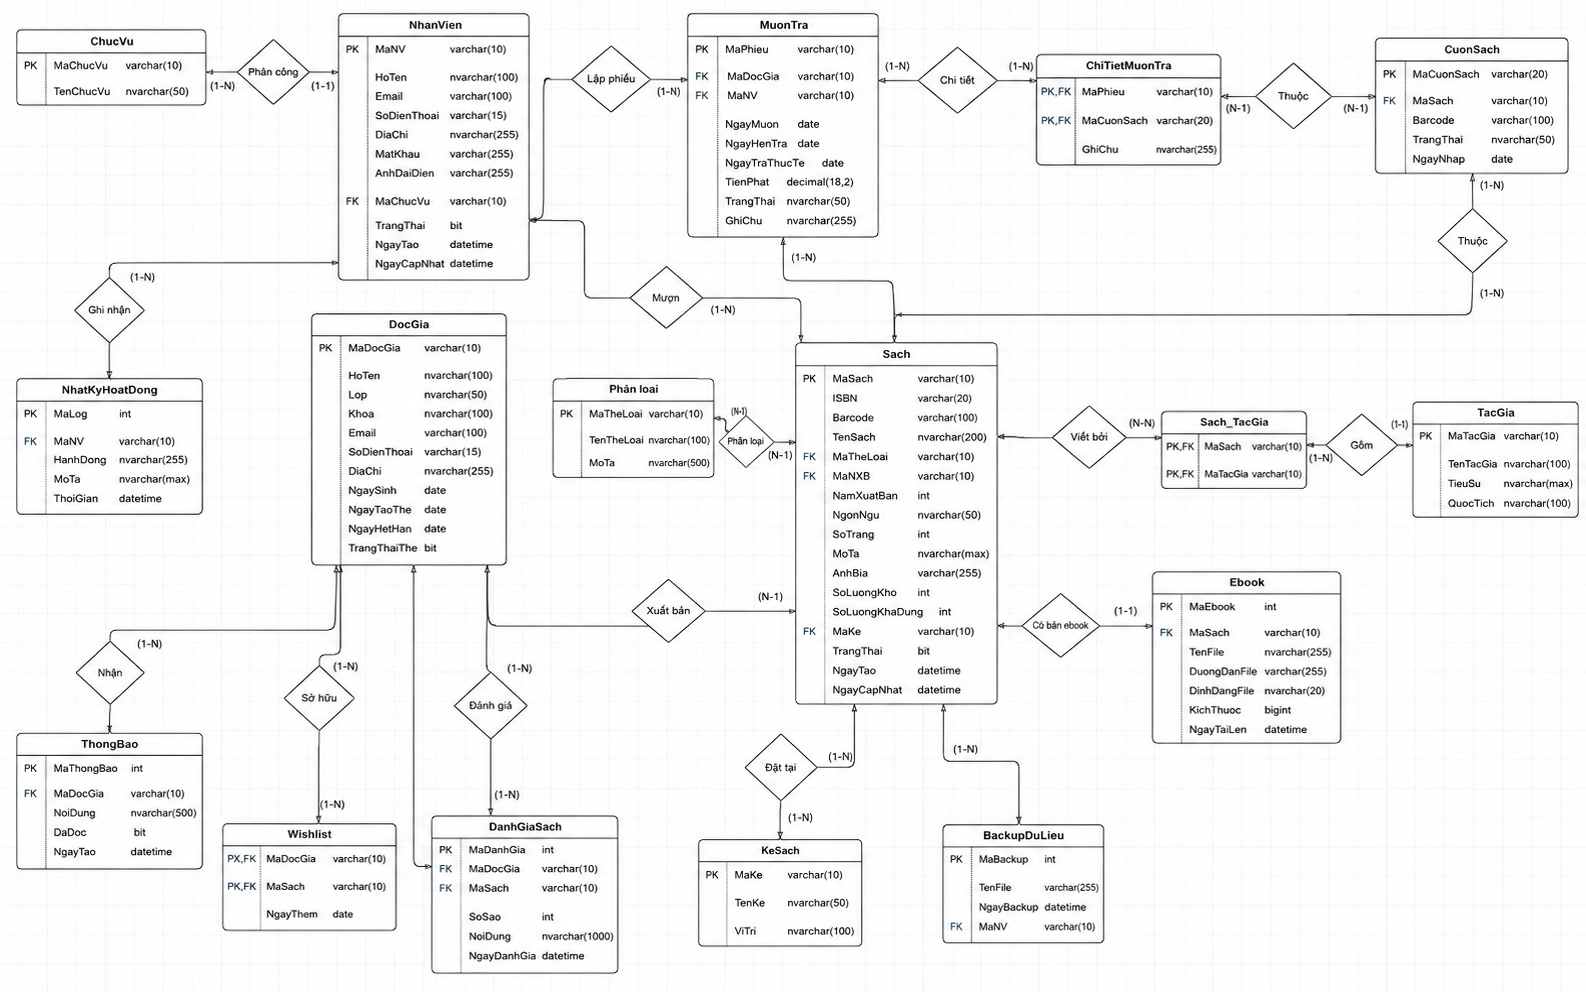 ChucVu
PK MaChucVu varchar(10)
TenChucVu nvarchar(50)
Phân công
(1-N)
(1-1)
NhanVien
PK MaNV varchar(10)
HoTen nvarchar(100)
Email varchar(100)
SoDienThoai varchar(15)
DiaChi nvarchar(255)
MatKhau varchar(255)
AnhDaiDien varchar(255)
FK MaChucVu varchar(10)
TrangThai bit
NgayTao datetime
NgayCapNhat datetime
Lập phiếu
(1-N)
MuonTra
PK MaPhieu varchar(10)
FK MaDocGia varchar(10)
FK MaNV varchar(10)
NgayMuon date
NgayHenTra date
NgayTraThucTe date
TienPhat decimal(18,2)
TrangThai nvarchar(50)
GhiChu nvarchar(255)
(1-N)
Chi tiết
(1-N)
ChiTietMuonTra
PK,FK MaPhieu varchar(10)
PK,FK MaCuonSach varchar(20)
GhiChu nvarchar(255)
(N-1)
Thuộc
(N-1)
CuonSach
PK MaCuonSach varchar(20)
FK MaSach varchar(10)
Barcode varchar(100)
TrangThai nvarchar(50)
NgayNhap date
(1-N)
Thuộc
(1-N)
(1-N)
Mượn
(1-N)
(1-N)
Ghi nhận
NhatKyHoatDong
PK MaLog int
FK MaNV varchar(10)
HanhDong nvarchar(255)
MoTa nvarchar(max)
ThoiGian datetime
DocGia
PK MaDocGia varchar(10)
HoTen nvarchar(100)
Lop nvarchar(50)
Khoa nvarchar(100)
Email varchar(100)
SoDienThoai varchar(15)
DiaChi nvarchar(255)
NgaySinh date
NgayTaoThe date
NgayHetHan date
TrangThaiThe bit
Phân loai
PK MaTheLoai varchar(10)
TenTheLoai nvarchar(100)
MoTa nvarchar(500)
(N-1)
Phân loại
(N-1)
Sach
PK MaSach varchar(10)
ISBN varchar(20)
Barcode varchar(100)
TenSach nvarchar(200)
FK MaTheLoai varchar(10)
FK MaNXB varchar(10)
NamXuatBan int
NgonNgu nvarchar(50)
SoTrang int
MoTa nvarchar(max)
AnhBia varchar(255)
SoLuongKho int
SoLuongKhaDung int
FK MaKe varchar(10)
TrangThai bit
NgayTao datetime
NgayCapNhat datetime
Viết bởi
(N-N)
Sach_TacGia
PK,FK MaSach varchar(10)
PK,FK MaTacGia varchar(10)
(1-N)
Gồm
(1-1)
TacGia
PK MaTacGia varchar(10)
TenTacGia nvarchar(100)
TieuSu nvarchar(max)
QuocTich nvarchar(100)
Xuất bản
(N-1)
Có bản ebook
(1-1)
Ebook
PK MaEbook int
FK MaSach varchar(10)
TenFile nvarchar(255)
DuongDanFile varchar(255)
DinhDangFile nvarchar(20)
KichThuoc bigint
NgayTaiLen datetime
(1-N)
Nhận
(1-N)
Sở hữu
(1-N)
(1-N)
Đánh giá
(1-N)
ThongBao
PK MaThongBao int
FK MaDocGia varchar(10)
NoiDung nvarchar(500)
DaDoc bit
NgayTao datetime
Wishlist
PX,FK MaDocGia varchar(10)
PK,FK MaSach varchar(10)
NgayThem date
DanhGiaSach
PK MaDanhGia int
FK MaDocGia varchar(10)
FK MaSach varchar(10)
SoSao int
NoiDung nvarchar(1000)
NgayDanhGia datetime
Đặt tại
(1-N)
(1-N)
KeSach
PK MaKe varchar(10)
TenKe nvarchar(50)
ViTri nvarchar(100)
(1-N)
BackupDuLieu
PK MaBackup int
TenFile varchar(255)
NgayBackup datetime
FK MaNV varchar(10)